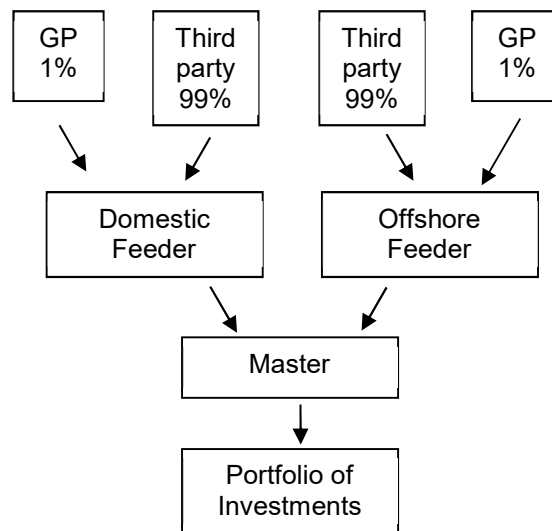 GP
1%
Third
party
99%
Third
party
99%
GP
1%
Domestic
Feeder
Offshore
Feeder
Master
Portfolio of
Investments